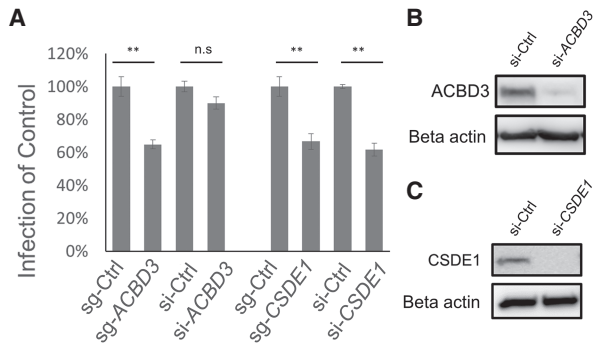 A
** n.s ** **
120%
100%
80%
60%
40%
20%
0%
Infection of Control
sg-Ctrl
sg-ACBD3
si-Ctrl
si-ACBD3
sg-Ctrl
sg-CSDE1
si-Ctrl
si-CSDE1
B
si-Ctrl
si-ACBD3
ACBD3
Beta actin
C
si-Ctrl
si-CSDE1
CSDE1
Beta actin